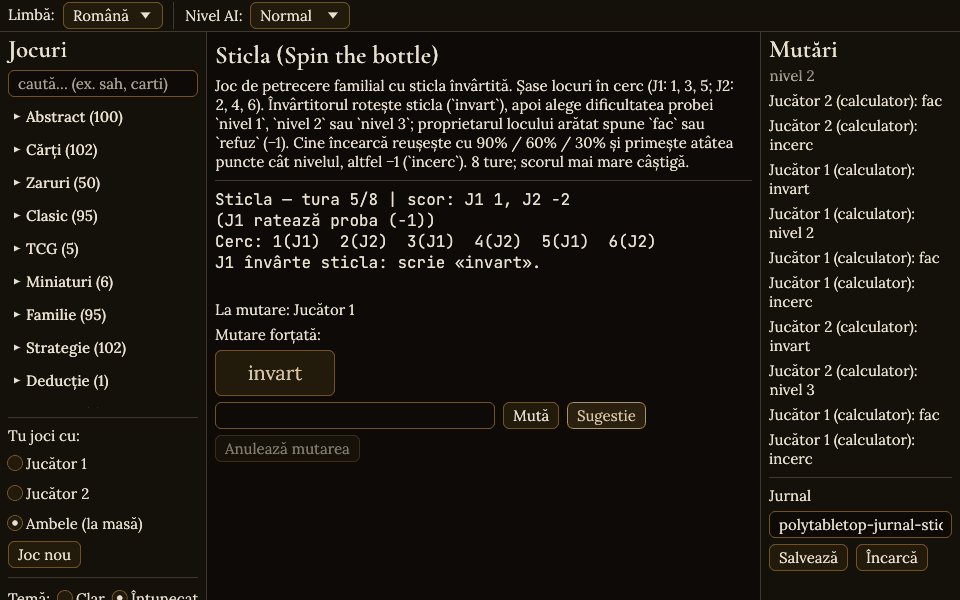 Limbă:
Română
Nivel AI:
Normal
Jocuri
caută... (ex. sah, carti)
Abstract (100)
Cărți (102)
Zaruri (50)
Clasic (95)
TCG (5)
Miniaturi (6)
Familie (95)
Strategie (102)
Deducție (1)
Tu joci cu:
Jucător 1
Jucător 2
Ambele (la masă)
Joc nou
Temă:
Clar
Întunecat
Sticla (Spin the bottle)
Joc de petrecere familial cu sticla învârtită. Șase locuri în cerc (J1: 1, 3, 5; J2:
2, 4, 6). Învârtitorul rotește sticla (`invart`), apoi alege dificultatea probei
`nivel 1`, `nivel 2` sau `nivel 3`; proprietarul locului arătat spune `fac` sau
`refuz` (−1). Cine încearcă reușește cu 90% / 60% / 30% și primește atâtea
puncte cât nivelul, altfel −1 (`incerc`). 8 ture; scorul mai mare câștigă.
Sticla — tura 5/8 | scor: J1 1, J2 -2
(J1 ratează proba (-1))
Cerc: 1(J1) 2(J2) 3(J1) 4(J2) 5(J1) 6(J2)
J1 învârte sticla: scrie «invart».
La mutare: Jucător 1
Mutare forțată:
invart
Mută
Sugestie
Anulează mutarea
Mutări
nivel 2
Jucător 2 (calculator): fac
Jucător 2 (calculator):
incerc
Jucător 1 (calculator):
invart
Jucător 1 (calculator):
nivel 2
Jucător 1 (calculator): fac
Jucător 1 (calculator):
incerc
Jucător 2 (calculator):
invart
Jucător 2 (calculator):
nivel 3
Jucător 1 (calculator): fac
Jucător 1 (calculator):
incerc
Jurnal
polytabletop-jurnal-stic
Salvează
Încarcă